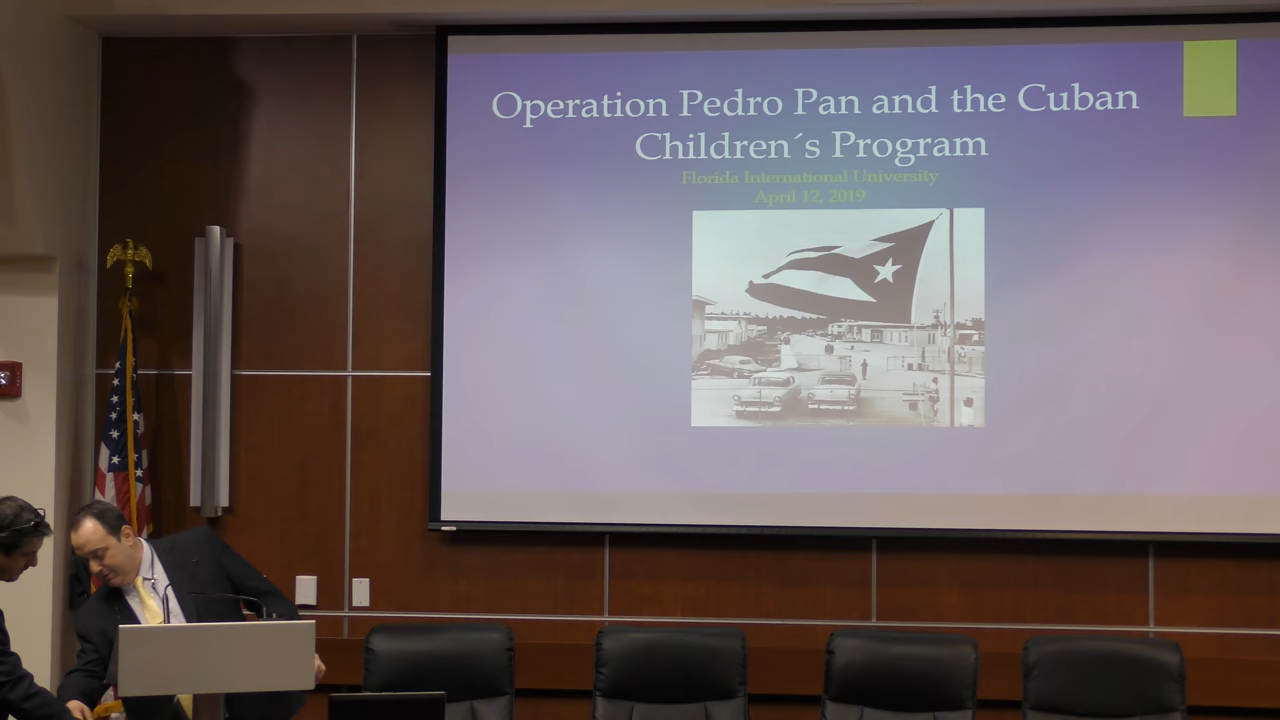 Operation Pedro Pan and the Cuban
Children´s Program
Florida International University
April 12, 2019